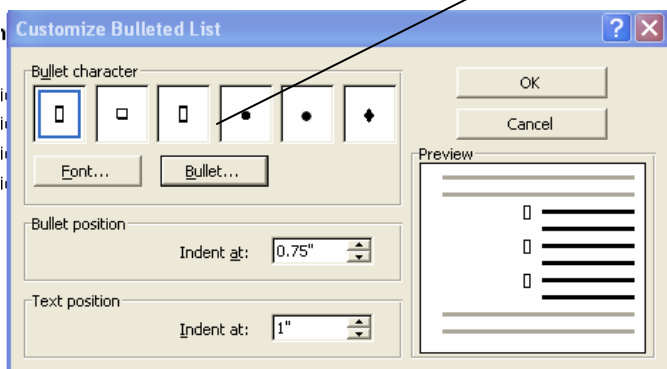 Customize Bulleted List
Bullet character
OK
Cancel
Font...
Bullet...
Preview
Bullet position
Indent at: 0.75"
Text position
Indent at: 1"